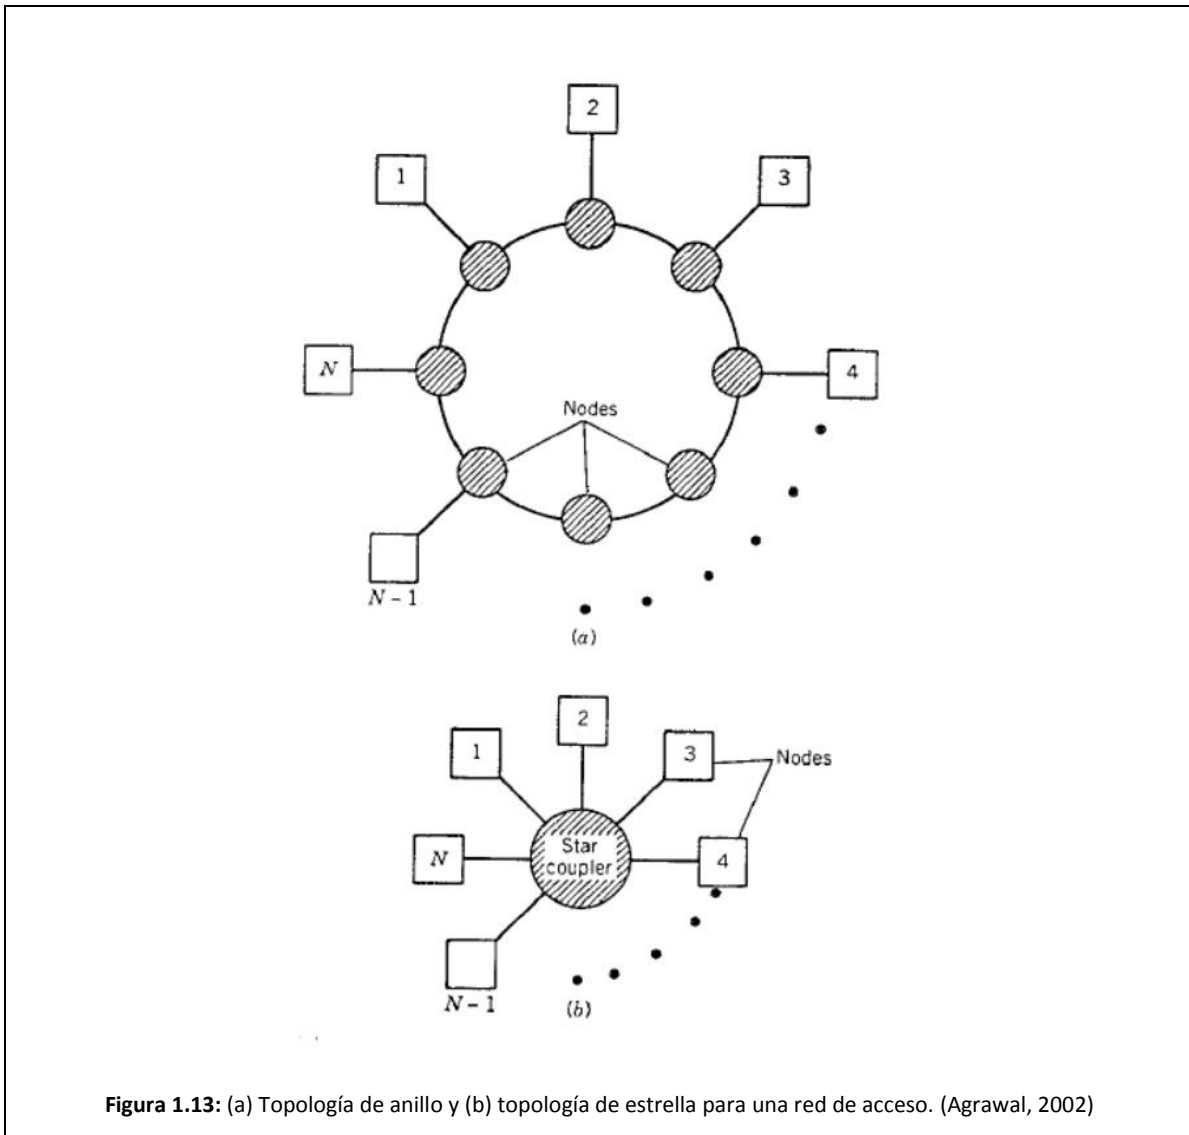 2
1
3
N
4
Nodes
N-1
(a)
2
1
3
Nodes
Star
coupler
N
4
N-1
(b)
Figura 1.13: (a) Topología de anillo y (b) topología de estrella para una red de acceso. (Agrawal, 2002)